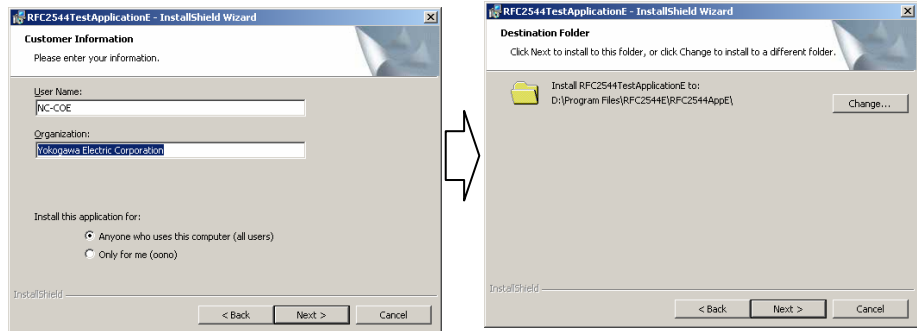 RFC2544TestApplicationE - InstallShield Wizard
Customer Information
Please enter your information.
User Name:
NC-COE
Organization:
Yokogawa Electric Corporation
Install this application for:
Anyone who uses this computer (all users)
Only for me (oono)
InstallShield
< Back Next > Cancel
RFC2544TestApplicationE - InstallShield Wizard
Destination Folder
Click Next to install to this folder, or click Change to install to a different folder.
Install RFC2544TestApplicationE to:
D:\Program Files\RFC2544E\RFC2544AppE\
Change...
InstallShield
< Back Next > Cancel